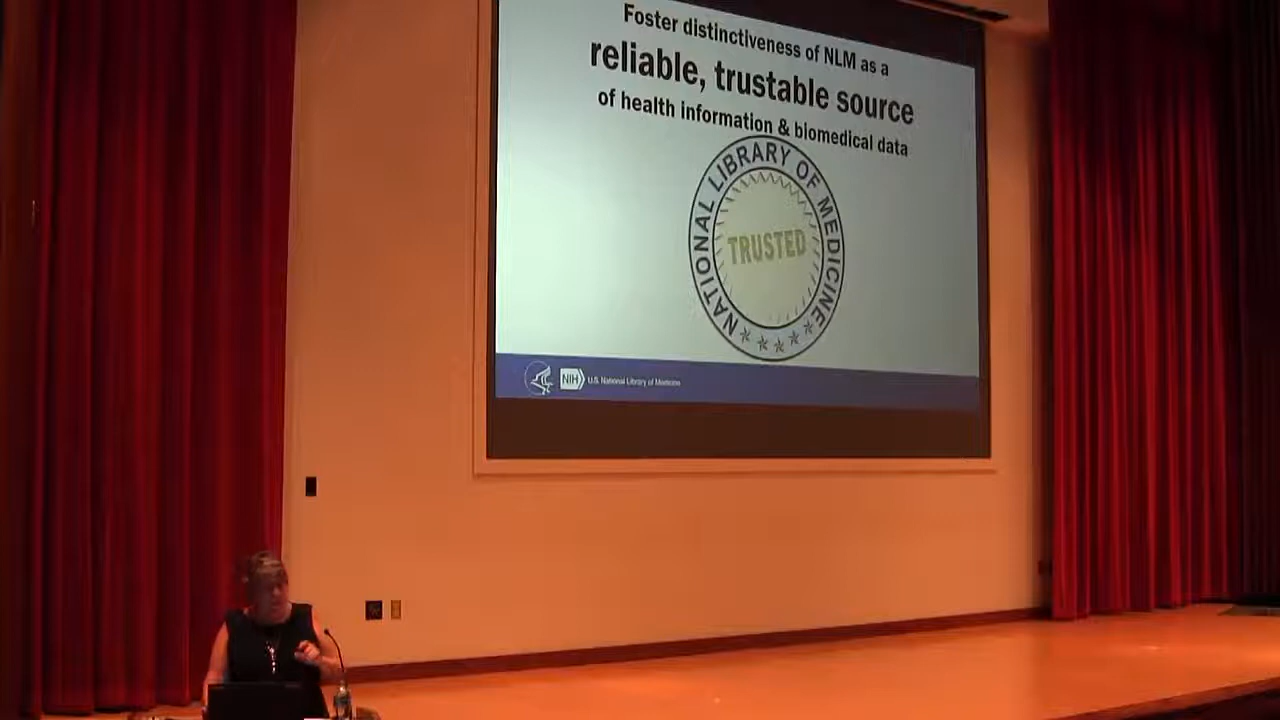 Foster distinctiveness of NLM as a
reliable, trustable source
of health information & biomedical data
NATIONAL LIBRARY OF MEDICINE
TRUSTED
NIH
U.S. National Library of Medicine